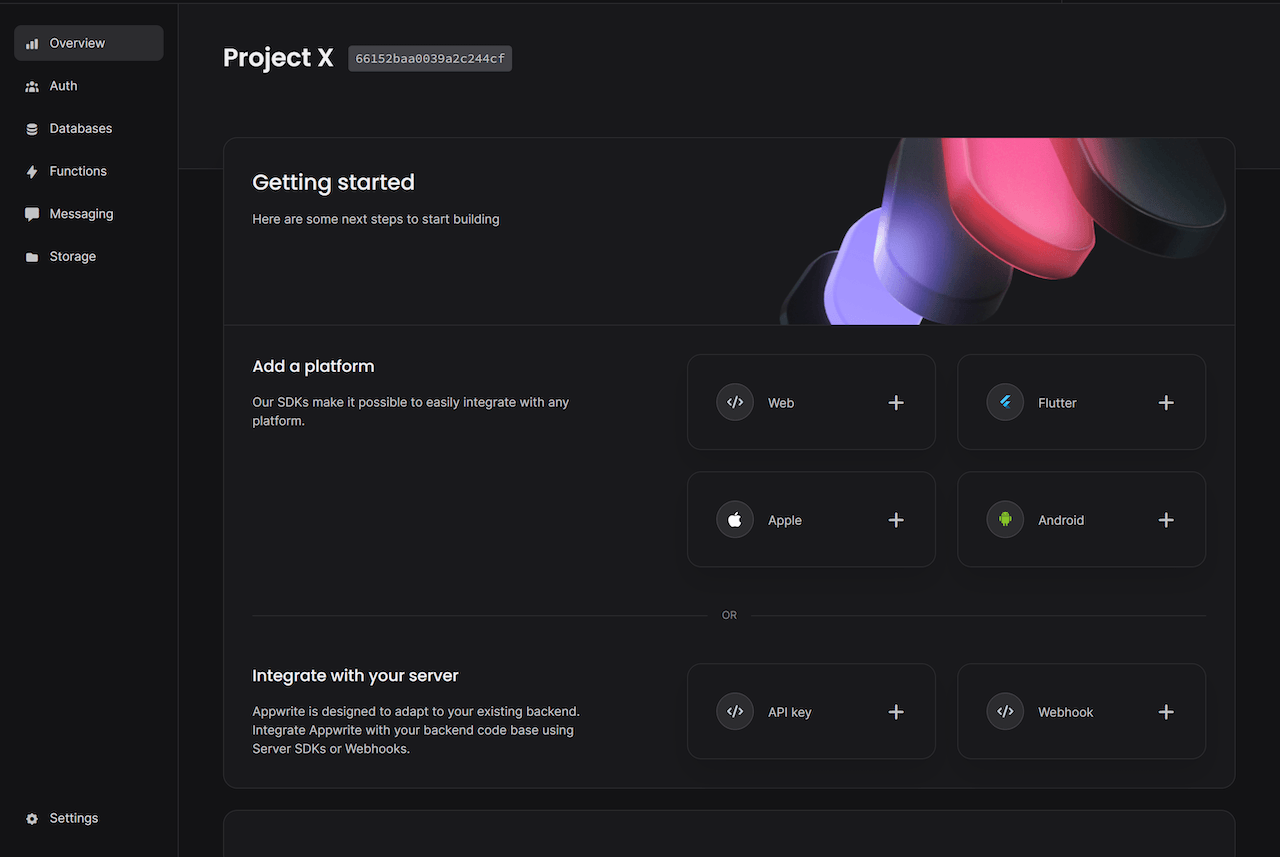 Overview
Auth
Databases
Functions
Messaging
Storage
Settings
Project X 66152baa0039a2c244cf
Getting started
Here are some next steps to start building
Add a platform
Our SDKs make it possible to easily integrate with any
platform.
Web
Flutter
Apple
Android
OR
Integrate with your server
Appwrite is designed to adapt to your existing backend.
Integrate Appwrite with your backend code base using
Server SDKs or Webhooks.
API key
Webhook